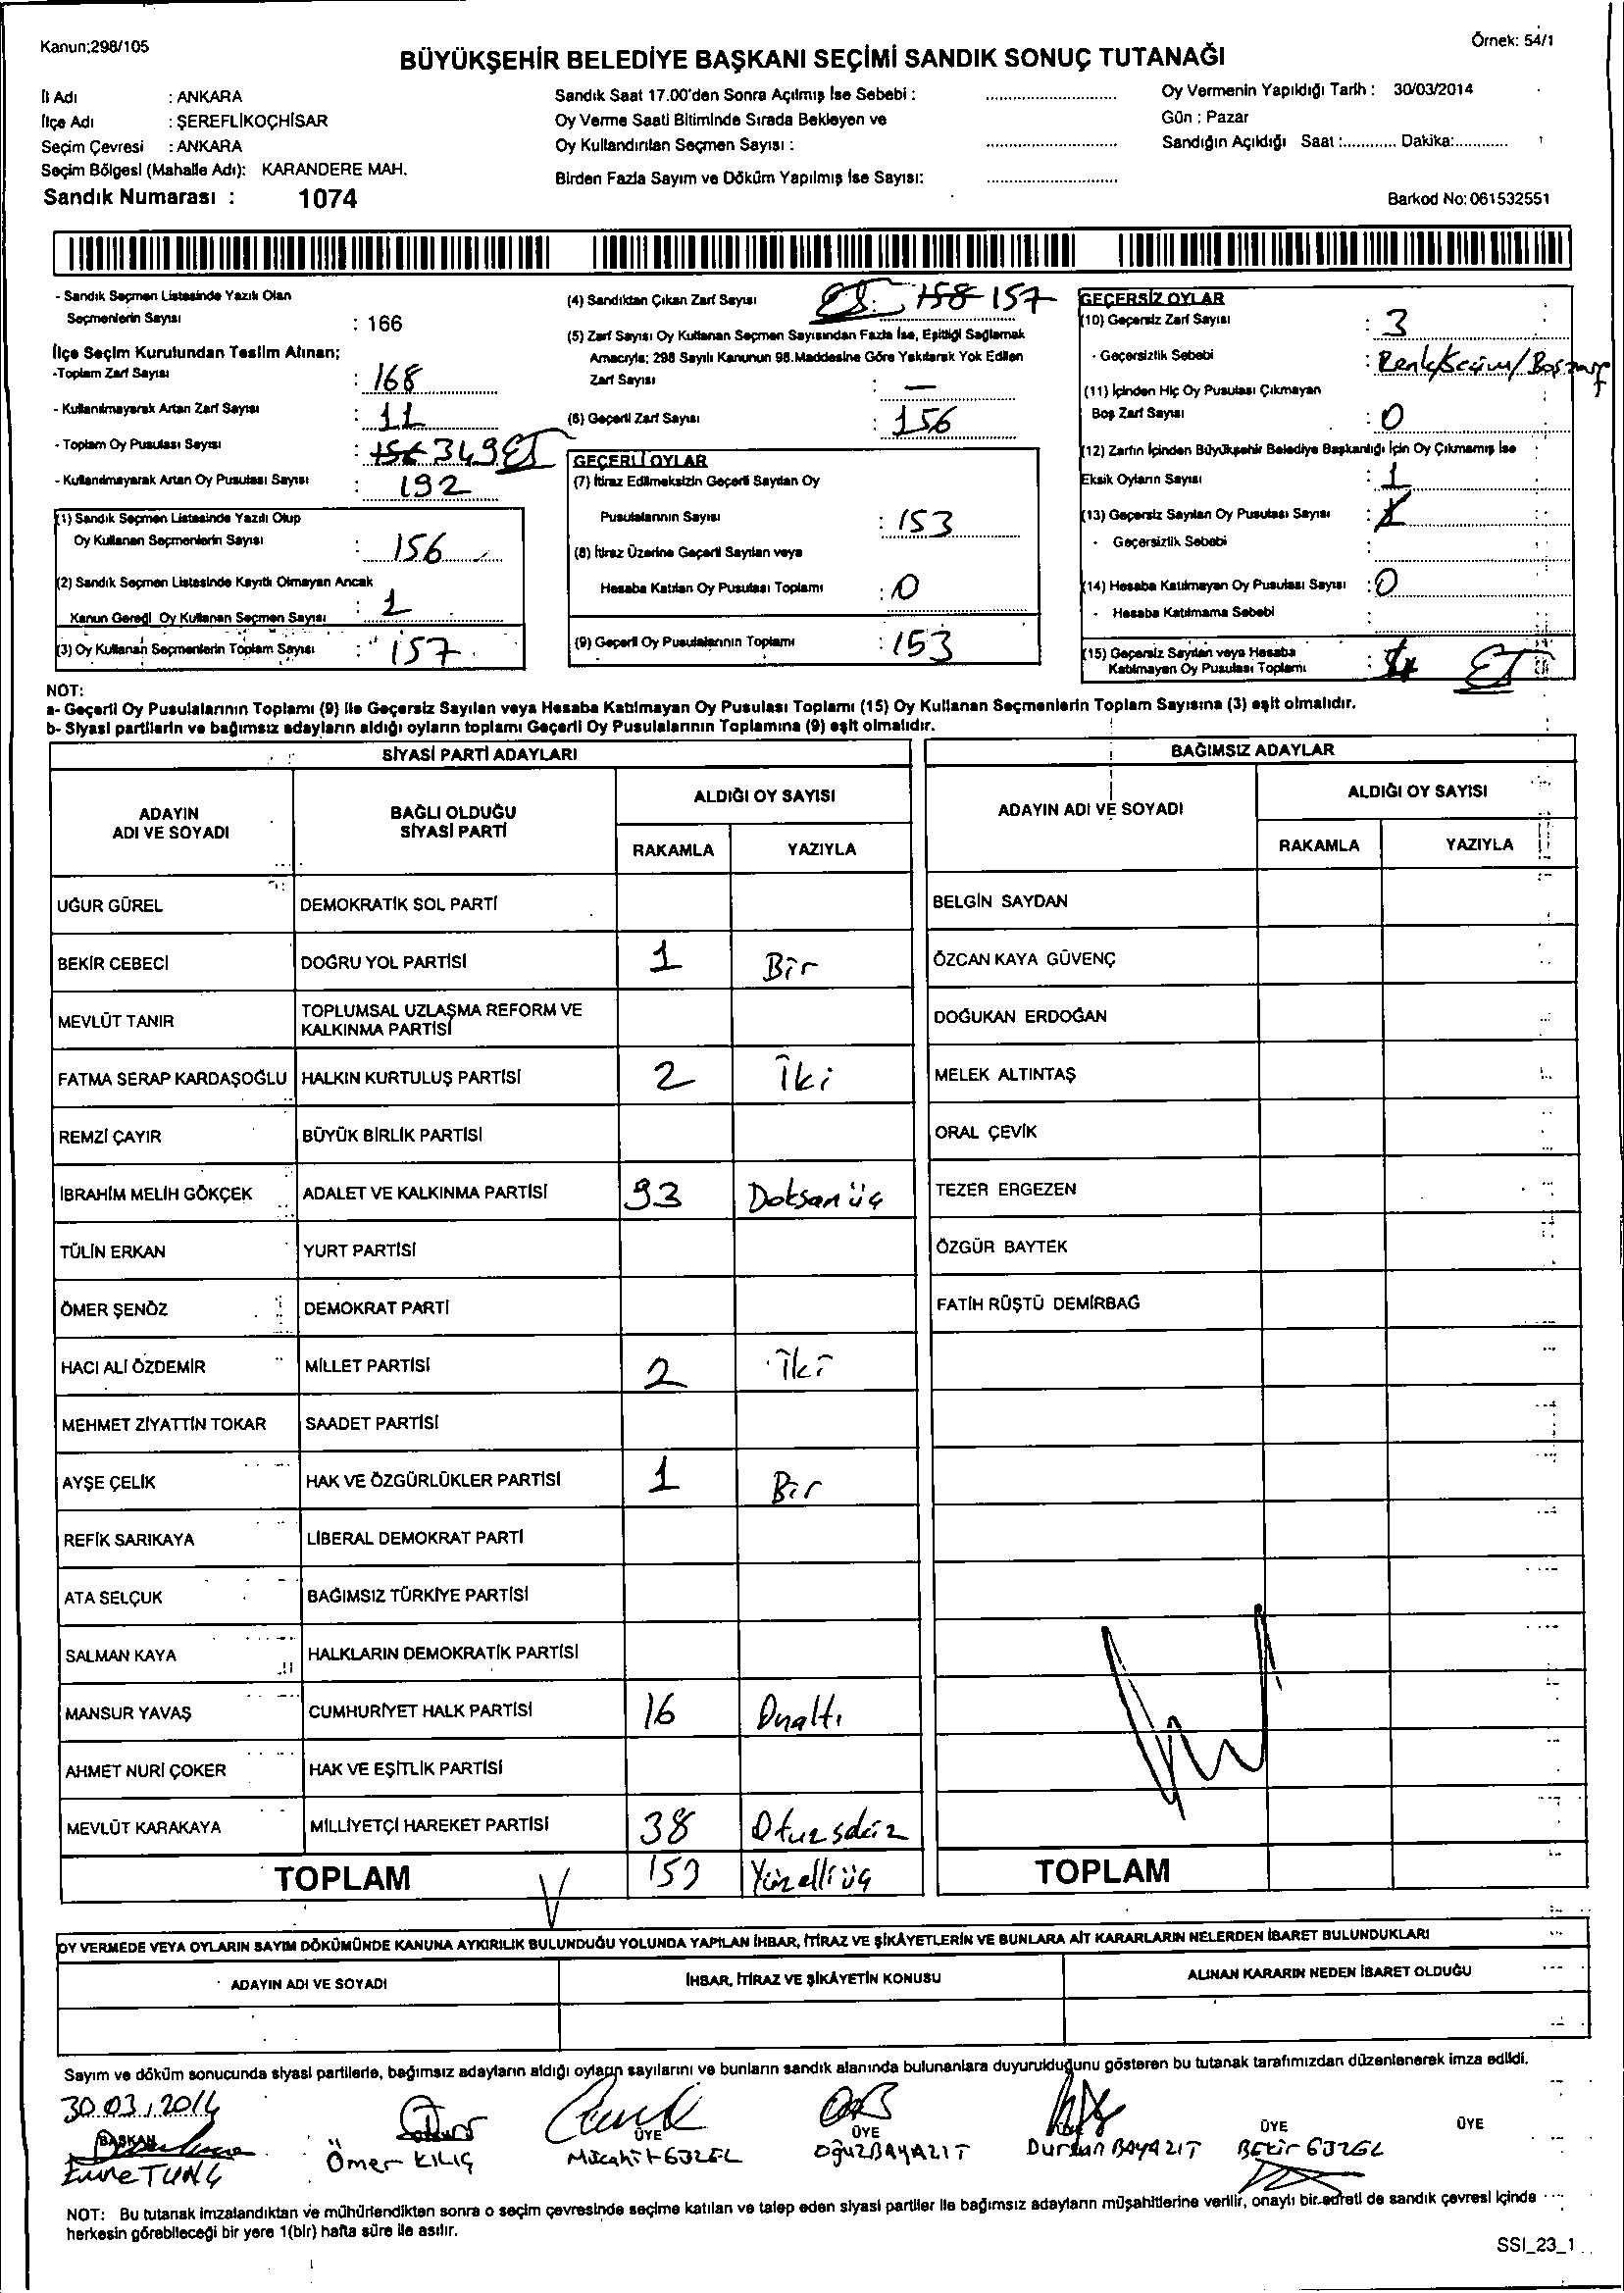 Kanun:298/105
Örnek: 54/1
BÜYÜKŞEHİR BELEDİYE BAŞKANI SEÇİMİ SANDIK SONUÇ TUTANAĞI
İl Adı : ANKARA
İlçe Adı : ŞEREFLİKOÇHİSAR
Seçim Çevresi : ANKARA
Seçim Bölgesi (Mahalle Adı): KARANDERE MAH.
Sandık Numarası : 1074
Sandık Saat 17.00'den Sonra Açılmış İse Sebebi :
Oy Verme Saati Bitiminde Sırada Bekleyen ve
Oy Kullandırılan Seçmen Sayısı :
Birden Fazla Sayım ve Döküm Yapılmış İse Sayısı:
Oy Vermenin Yapıldığı Tarih : 30/03/2014
Gün : Pazar
Sandığın Açıldığı Saat :............ Dakika:............
Barkod No: 061532551
- Sandık Seçmen Listesinde Yazılı Olan
Seçmenlerin Sayısı : 166
İlçe Seçim Kurulundan Teslim Alınan;
-Toplam Zarf Sayısı : 168
- Kullanılmayarak Artan Zarf Sayısı : 11
- Toplam Oy Pusulası Sayısı : 156 349
- Kullanılmayarak Artan Oy Pusulası Sayısı : 192
(1) Sandık Seçmen Listesinde Yazılı Olup
Oy Kullanan Seçmenlerin Sayısı : 156
(2) Sandık Seçmen Listesinde Kayıtlı Olmayan Ancak
Kanun Gereği Oy Kullanan Seçmen Sayısı : 1
(3) Oy Kullanan Seçmenlerin Toplam Sayısı : 157
(4) Sandıktan Çıkan Zarf Sayısı : 158 157
(5) Zarf Sayısı Oy Kullanan Seçmen Sayısından Fazla İse, Eşitliği Sağlamak
Amacıyla; 298 Sayılı Kanunun 98.Maddesine Göre Yakılarak Yok Edilen
Zarf Sayısı : —
(6) Geçerli Zarf Sayısı : 156
GEÇERLİ OYLAR
(7) İtiraz Edilmeksizin Geçerli Sayılan Oy
Pusulalarının Sayısı : 153
(8) İtiraz Üzerine Geçerli Sayılan veya
Hesaba Katılan Oy Pusulası Toplamı : 0
(9) Geçerli Oy Pusulalarının Toplamı : 153
GEÇERSİZ OYLAR
(10) Geçersiz Zarf Sayısı : 3
- Geçersizlik Sebebi : Renk/Seçim/Boş zarf
(11) İçinden Hiç Oy Pusulası Çıkmayan
Boş Zarf Sayısı : 0
(12) Zarfın İçinden Büyükşehir Belediye Başkanlığı İçin Oy Çıkmamış İse
Eksik Oyların Sayısı : 1
(13) Geçersiz Sayılan Oy Pusulası Sayısı :
- Geçersizlik Sebebi :
(14) Hesaba Katılmayan Oy Pusulası Sayısı : 0
- Hesaba Katılmama Sebebi
(15) Geçersiz Sayılan veya Hesaba
Katılmayan Oy Pusulası Toplamı :
NOT:
a- Geçerli Oy Pusulalarının Toplamı (9) ile Geçersiz Sayılan veya Hesaba Katılmayan Oy Pusulası Toplamı (15) Oy Kullanan Seçmenlerin Toplam Sayısına (3) eşit olmalıdır.
b- Siyasi partilerin ve bağımsız adayların aldığı oyların toplamı Geçerli Oy Pusulalarının Toplamına (9) eşit olmalıdır.
SİYASİ PARTİ ADAYLARI
ADAYIN ADI VE SOYADI BAĞLI OLDUĞU SİYASİ PARTİ ALDIĞI OY SAYISI
RAKAMLA YAZIYLA
UĞUR GÜREL DEMOKRATİK SOL PARTİ
BEKİR CEBECİ DOĞRU YOL PARTİSİ 1 Bir
MEVLÜT TANIR TOPLUMSAL UZLAŞMA REFORM VE KALKINMA PARTİSİ
FATMA SERAP KARDAŞOĞLU HALKIN KURTULUŞ PARTİSİ 2 İki
REMZİ ÇAYIR BÜYÜK BİRLİK PARTİSİ
İBRAHİM MELİH GÖKÇEK ADALET VE KALKINMA PARTİSİ 93 Doksanüç
TÜLİN ERKAN YURT PARTİSİ
ÖMER ŞENÖZ DEMOKRAT PARTİ
HACI ALİ ÖZDEMİR MİLLET PARTİSİ 2 İki
MEHMET ZİYATTİN TOKAR SAADET PARTİSİ
AYŞE ÇELİK HAK VE ÖZGÜRLÜKLER PARTİSİ 1 Bir
REFİK SARIKAYA LİBERAL DEMOKRAT PARTİ
ATA SELÇUK BAĞIMSIZ TÜRKİYE PARTİSİ
SALMAN KAYA HALKLARIN DEMOKRATİK PARTİSİ
MANSUR YAVAŞ CUMHURİYET HALK PARTİSİ 16 Onaltı
AHMET NURİ ÇOKER HAK VE EŞİTLİK PARTİSİ
MEVLÜT KARAKAYA MİLLİYETÇİ HAREKET PARTİSİ 38 Otuzsekiz
TOPLAM 153 Yüzelliüç
BAĞIMSIZ ADAYLAR
ADAYIN ADI VE SOYADI ALDIĞI OY SAYISI
RAKAMLA YAZIYLA
BELGİN SAYDAN
ÖZCAN KAYA GÜVENÇ
DOĞUKAN ERDOĞAN
MELEK ALTINTAŞ
ORAL ÇEVİK
TEZER ERGEZEN
ÖZGÜR BAYTEK
FATİH RÜŞTÜ DEMİRBAĞ
TOPLAM
OY VERMEDE VEYA OYLARIN SAYIM DÖKÜMÜNDE KANUNA AYKIRILIK BULUNDUĞU YOLUNDA YAPILAN İHBAR, İTİRAZ VE ŞİKÂYETLERİN VE BUNLARA AİT KARARLARIN NELERDEN İBARET BULUNDUKLARI
ADAYIN ADI VE SOYADI İHBAR, İTİRAZ VE ŞİKÂYETİN KONUSU ALINAN KARARIN NEDEN İBARET OLDUĞU
Sayım ve döküm sonucunda siyasi partilerle, bağımsız adayların aldığı oyların sayılarını ve bunların sandık alanında bulunanlara duyurulduğunu gösteren bu tutanak tarafımızdan düzenlenerek imza edildi.
30.03.2014
BAŞKAN ÜYE ÜYE ÜYE ÜYE ÜYE
Emre TUNÇ Ömer KILIÇ Mücahit GÜZEL Oğuz BAYAZIT Durkan BAYAZIT Bekir GÜZEL
NOT: Bu tutanak imzalandıktan ve mühürlendikten sonra o seçim çevresinde seçime katılan ve talep eden siyasi partiler ile bağımsız adayların müşahitlerine verilir, onaylı bir sureti de sandık çevresi içinde
herkesin görebileceği bir yere 1(bir) hafta süre ile asılır.
SSI_23_1